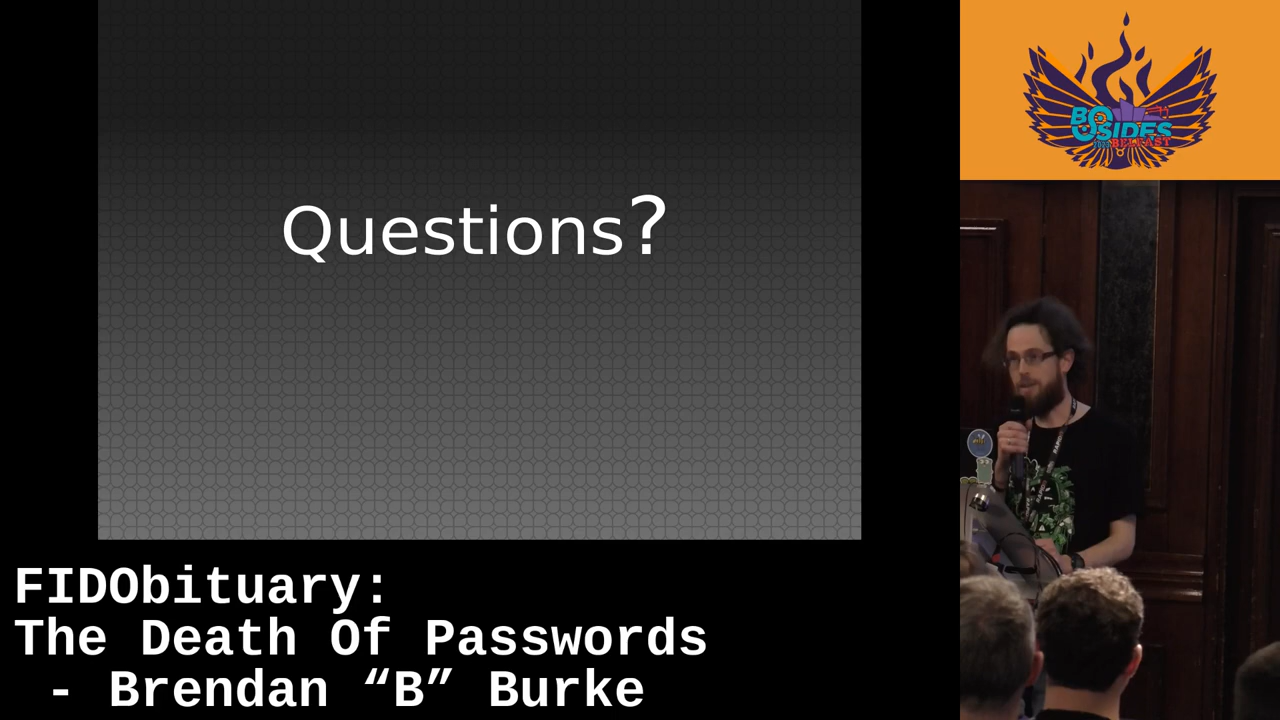 Questions?
BSIDES
BELFAST
FIDObituary:
The Death Of Passwords
- Brendan “B” Burke